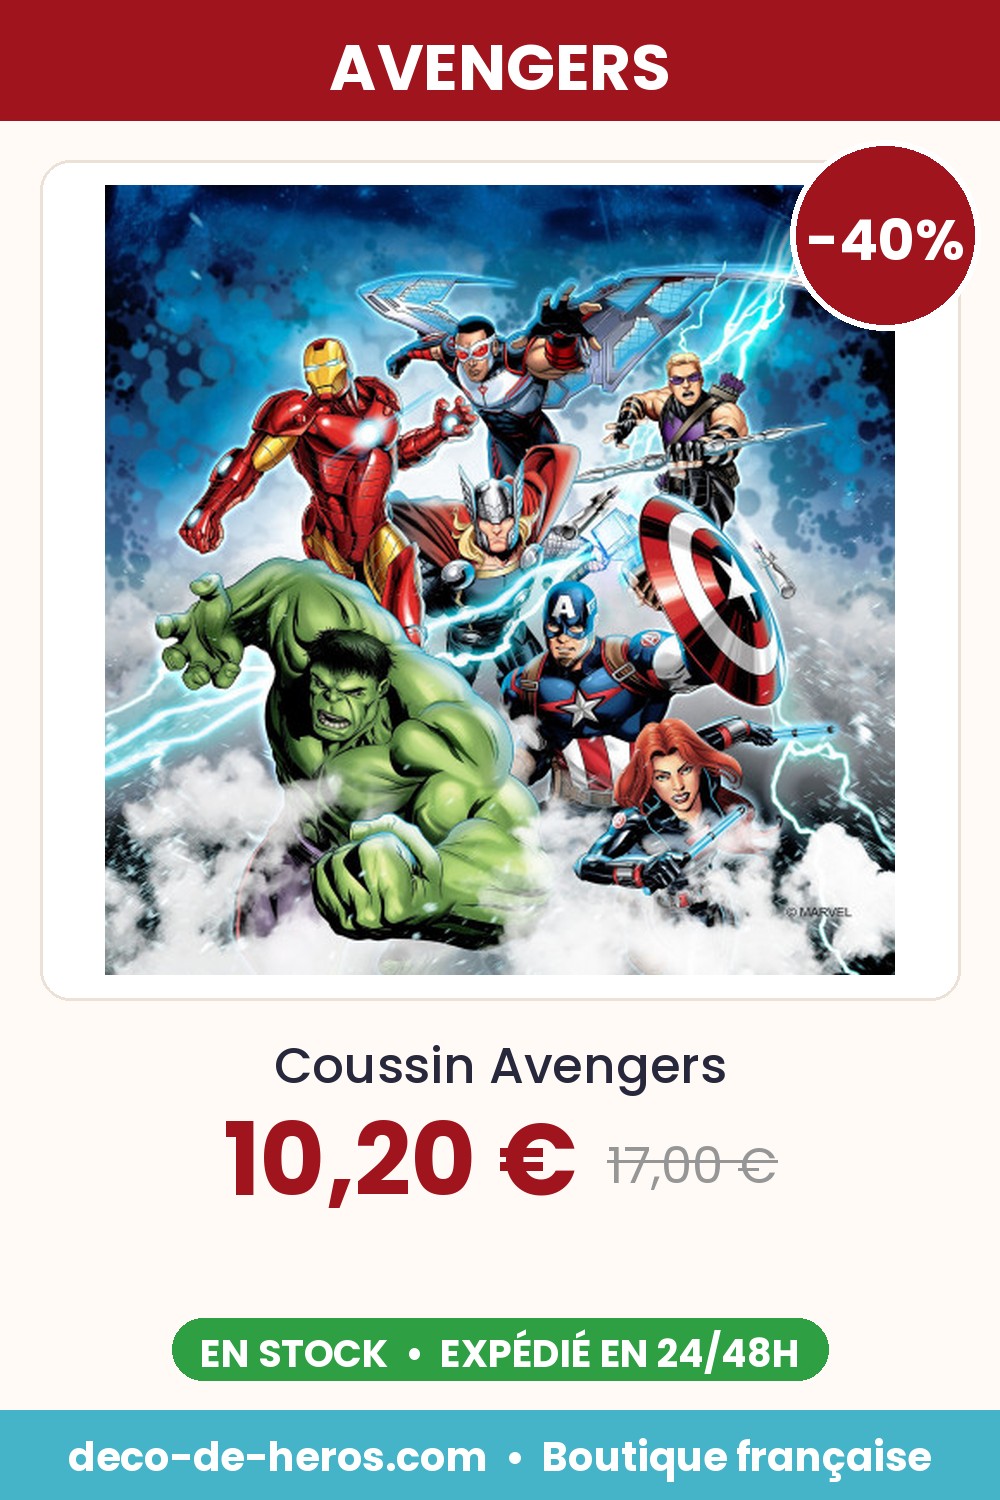 AVENGERS
-40%
A
© MARVEL
Coussin Avengers
10,20 € 17,00 €
EN STOCK • EXPÉDIÉ EN 24/48H
deco-de-heros.com • Boutique française